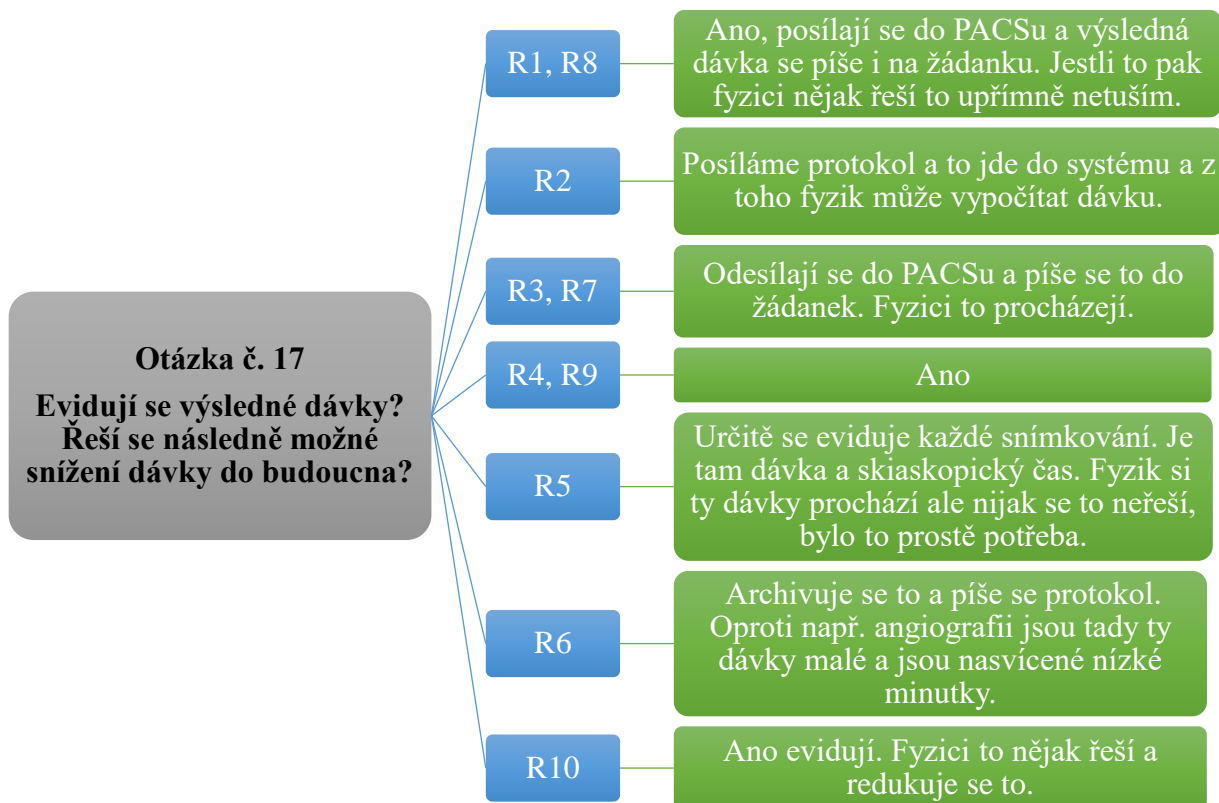 Otázka č. 17
Evidují se výsledné dávky?
Řeší se následně možné
snížení dávky do budoucna?
R1, R8
Ano, posílají se do PACSu a výsledná
dávka se píše i na žádanku. Jestli to pak
fyzici nějak řeší to upřímně netuším.
R2
Posíláme protokol a to jde do systému a z
toho fyzik může vypočítat dávku.
R3, R7
Odesílají se do PACSu a píše se to do
žádanek. Fyzici to procházejí.
R4, R9
Ano
R5
Určitě se eviduje každé snímkování. Je
tam dávka a skiaskopický čas. Fyzik si
ty dávky prochází ale nijak se to neřeší,
bylo to prostě potřeba.
R6
Archivuje se to a píše se protokol.
Oproti např. angiografii jsou tady ty
dávky malé a jsou nasvícené nízké
minutky.
R10
Ano evidují. Fyzici to nějak řeší a
redukuje se to.